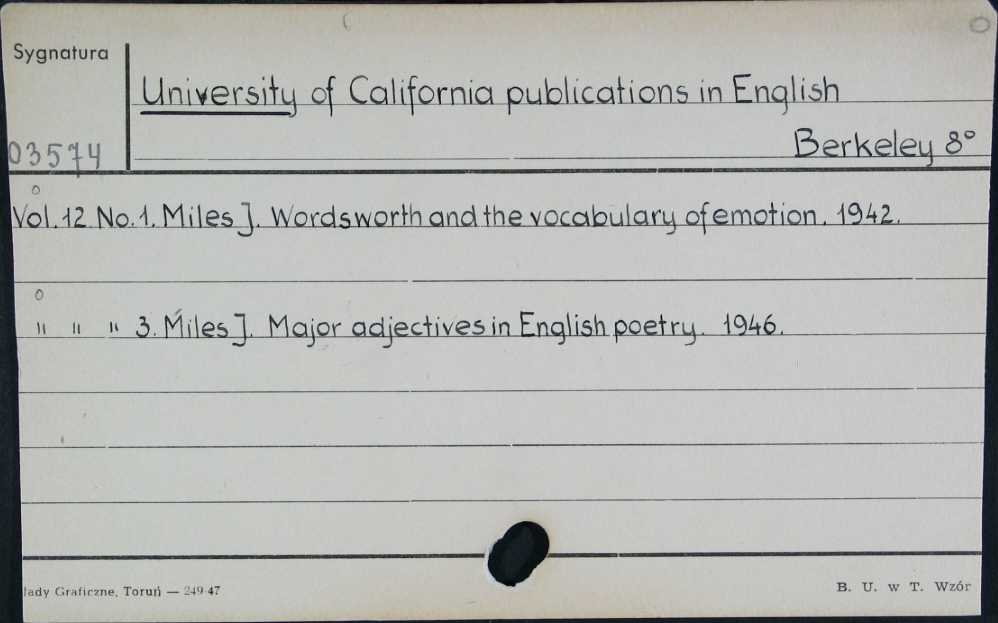 Sygnatura
University of California publications in English
03574
Berkeley 8°
Vol. 12 No. 1. Miles J. Wordsworth and the vocabulary of emotion. 1942.
" " " 3. Miles J. Major adjectives in English poetry. 1946.
łady Graficzne, Toruń — 249-47
B. U. w T. Wzór